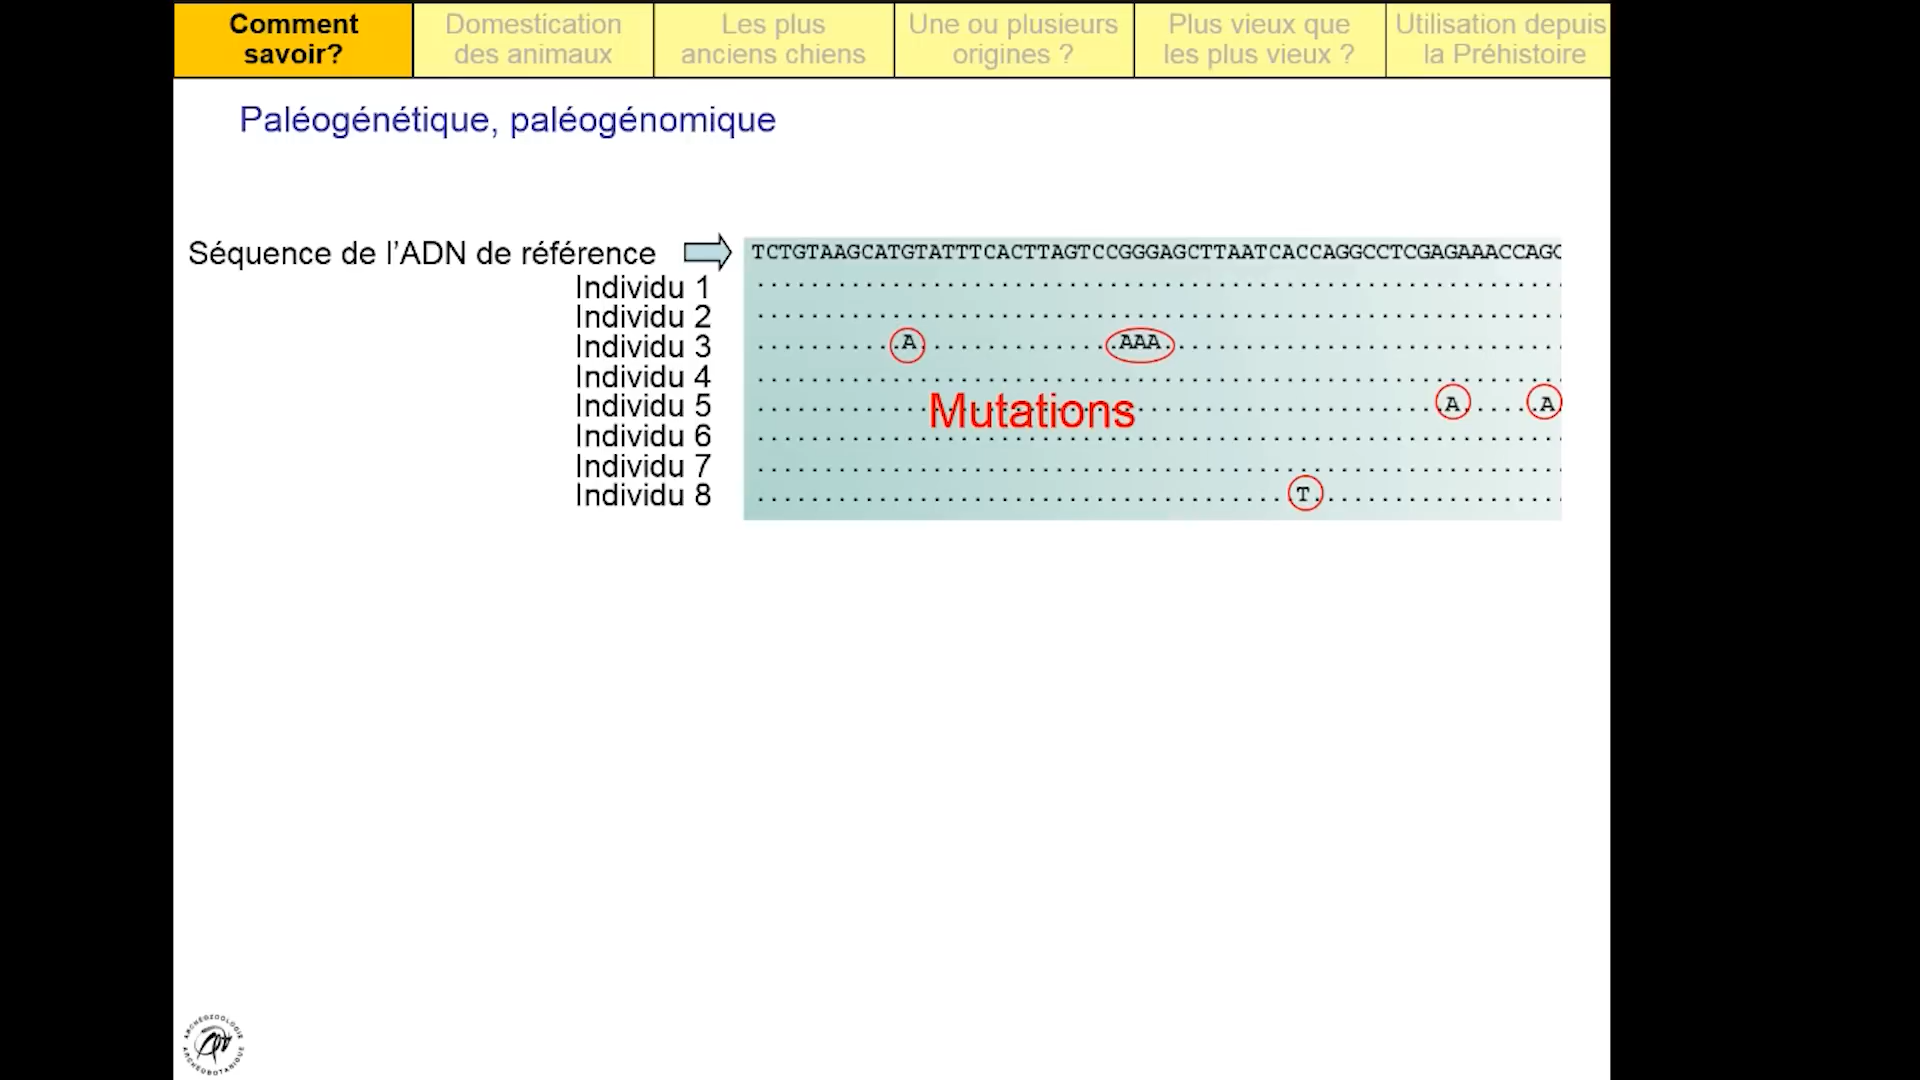 Comment
savoir?
Domestication
des animaux
Les plus
anciens chiens
Une ou plusieurs
origines ?
Plus vieux que
les plus vieux ?
Utilisation depuis
la Préhistoire
Paléogénétique, paléogénomique
Séquence de l’ADN de référence
TCTGTAAGCATGTATTTCACTTAGTCCGGGAGCTTAATCACCAGGCCTCGAGAAACCAGC
Individu 1
Individu 2
Individu 3
A
AAA
Individu 4
Individu 5
Mutations
A
A
Individu 6
Individu 7
Individu 8
T
ARCHÉOZOOLOGIE
ARCHÉOBOTANIQUE